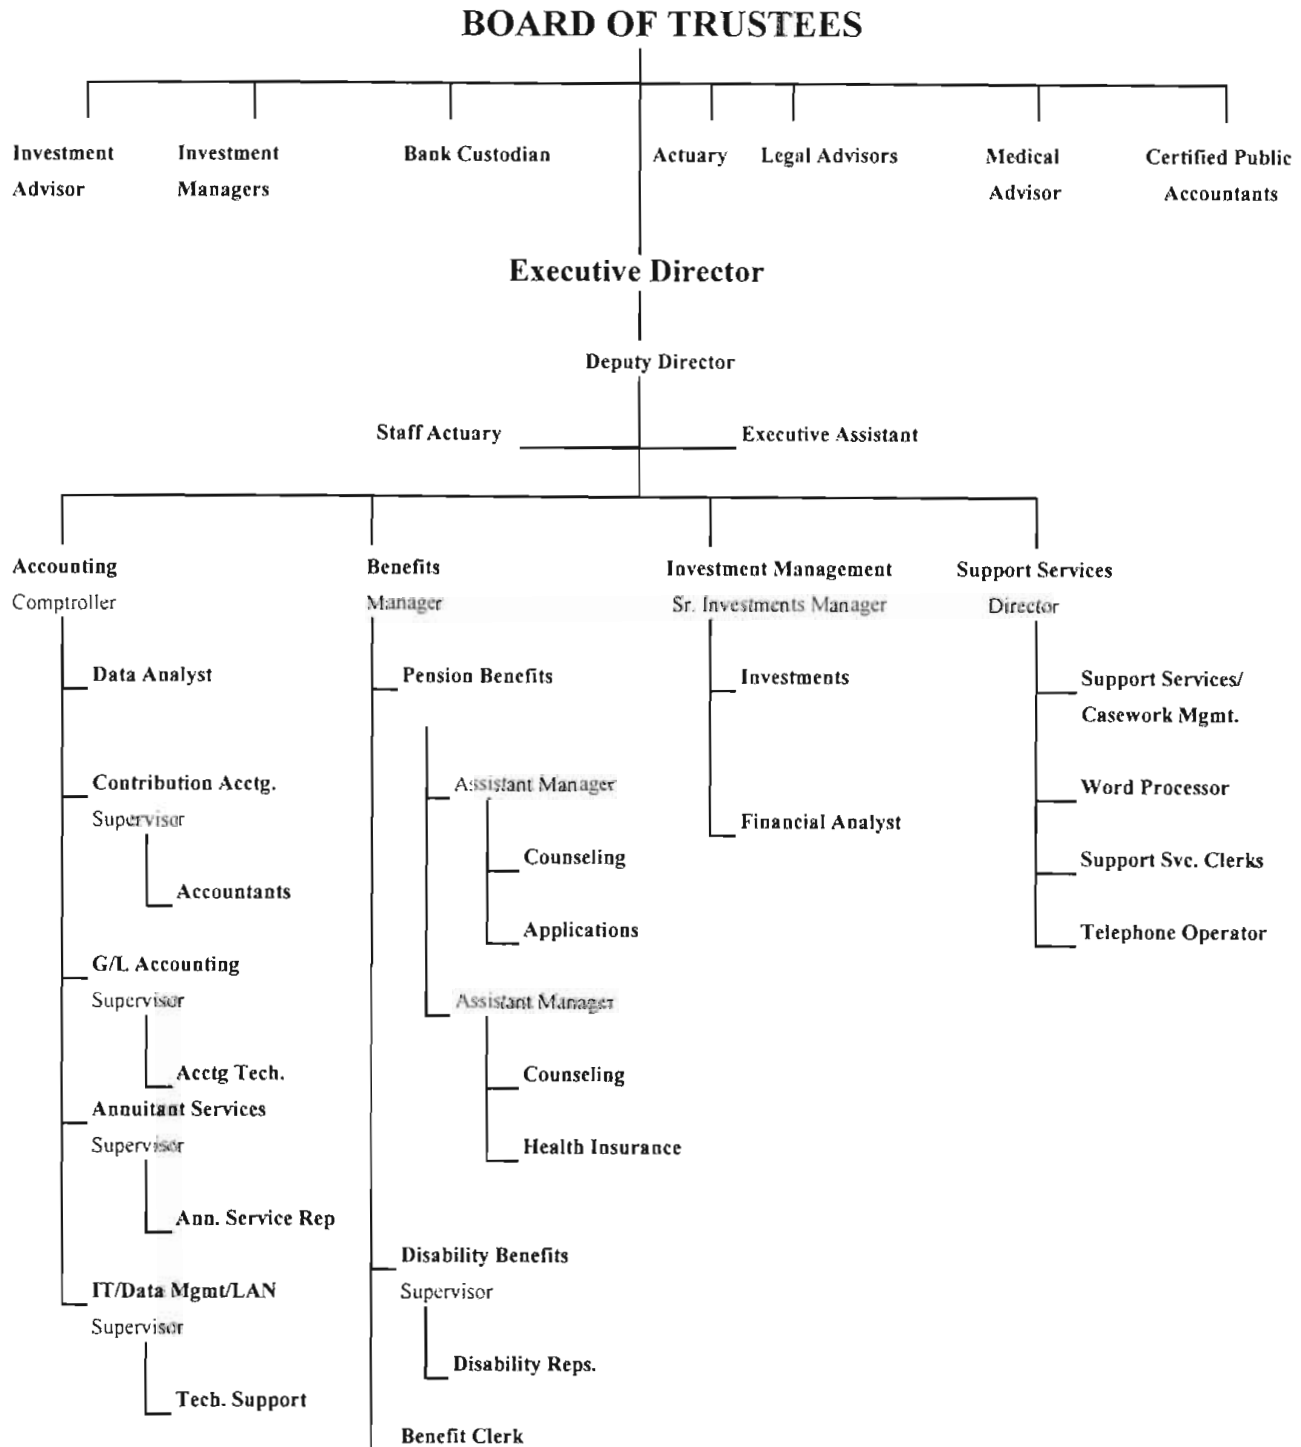 BOARD OF TRUSTEES
Investment
Advisor
Investment
Managers
Bank Custodian
Actuary
Legal Advisors
Medical
Advisor
Certified Public
Accountants
Executive Director
Deputy Director
Staff Actuary
Executive Assistant
Accounting
Comptroller
Data Analyst
Contribution Acctg.
Supervisor
Accountants
G/L Accounting
Supervisor
Acctg Tech.
Annuitant Services
Supervisor
Ann. Service Rep
IT/Data Mgmt/LAN
Supervisor
Tech. Support
Benefits
Manager
Pension Benefits
Assistant Manager
Counseling
Applications
Assistant Manager
Counseling
Health Insurance
Disability Benefits
Supervisor
Disability Reps.
Benefit Clerk
Investment Management
Sr. Investments Manager
Investments
Financial Analyst
Support Services
Director
Support Services/
Casework Mgmt.
Word Processor
Support Svc. Clerks
Telephone Operator